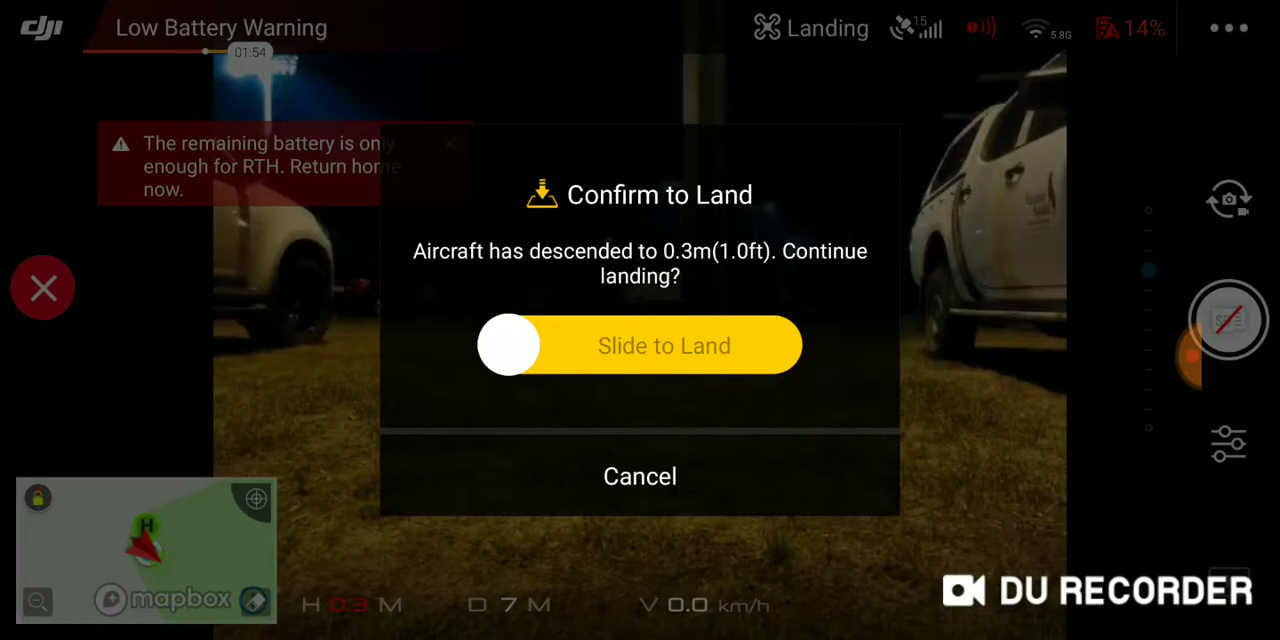 dji
Low Battery Warning
01:54
Landing
15
5.8G
14%
The remaining battery is only
enough for RTH. Return home
now.
Confirm to Land
Aircraft has descended to 0.3m(1.0ft). Continue
landing?
Slide to Land
Cancel
H
mapbox
H 0.3 M
D 7 M
V 0.0 km/h
DU RECORDER